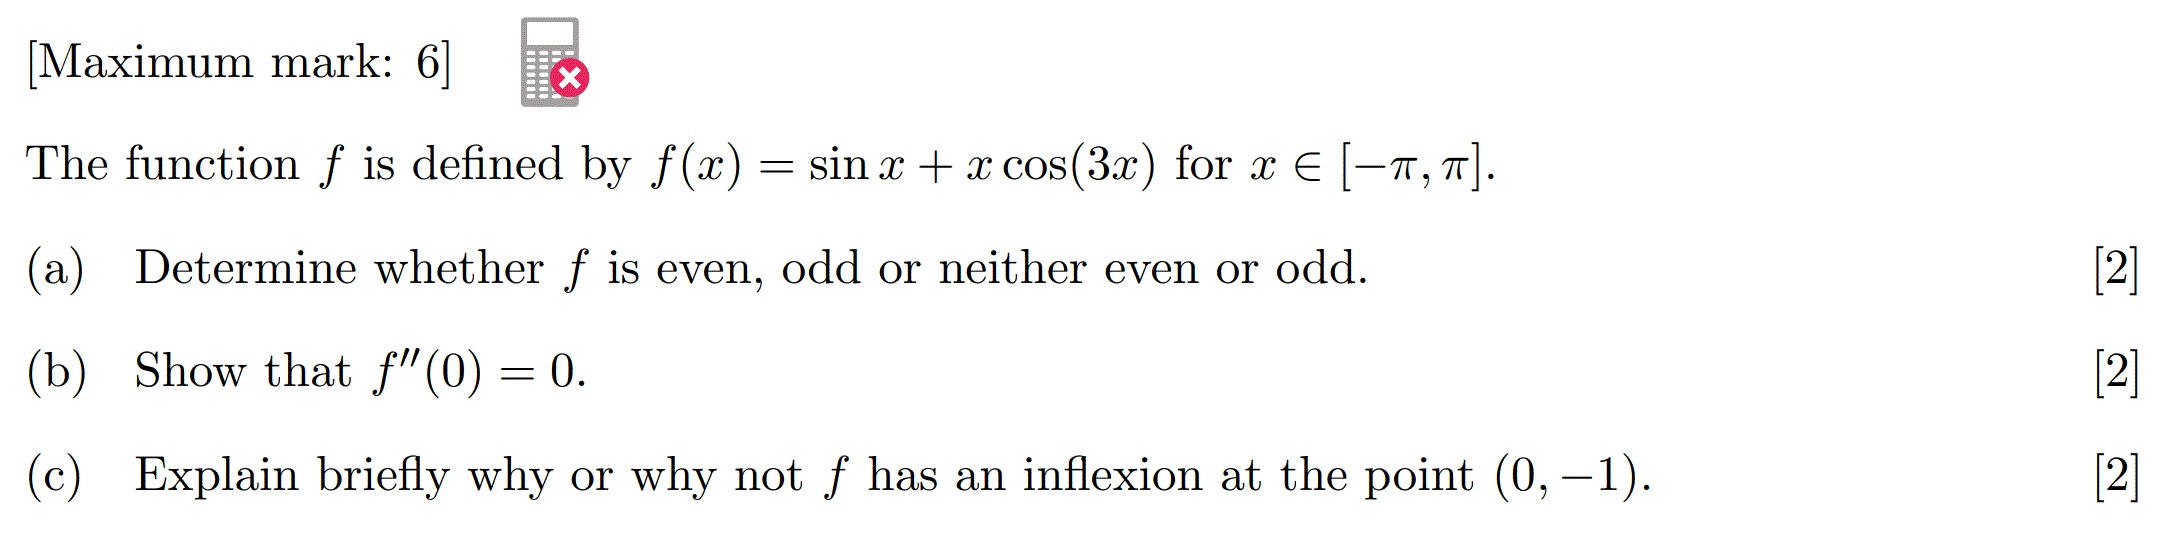 [Maximum mark: 6]
The function f is defined by f(x) = sin x + x cos(3x) for x ∈ [−π, π].
(a) Determine whether f is even, odd or neither even or odd. [2]
(b) Show that f″(0) = 0. [2]
(c) Explain briefly why or why not f has an inflexion at the point (0, −1). [2]